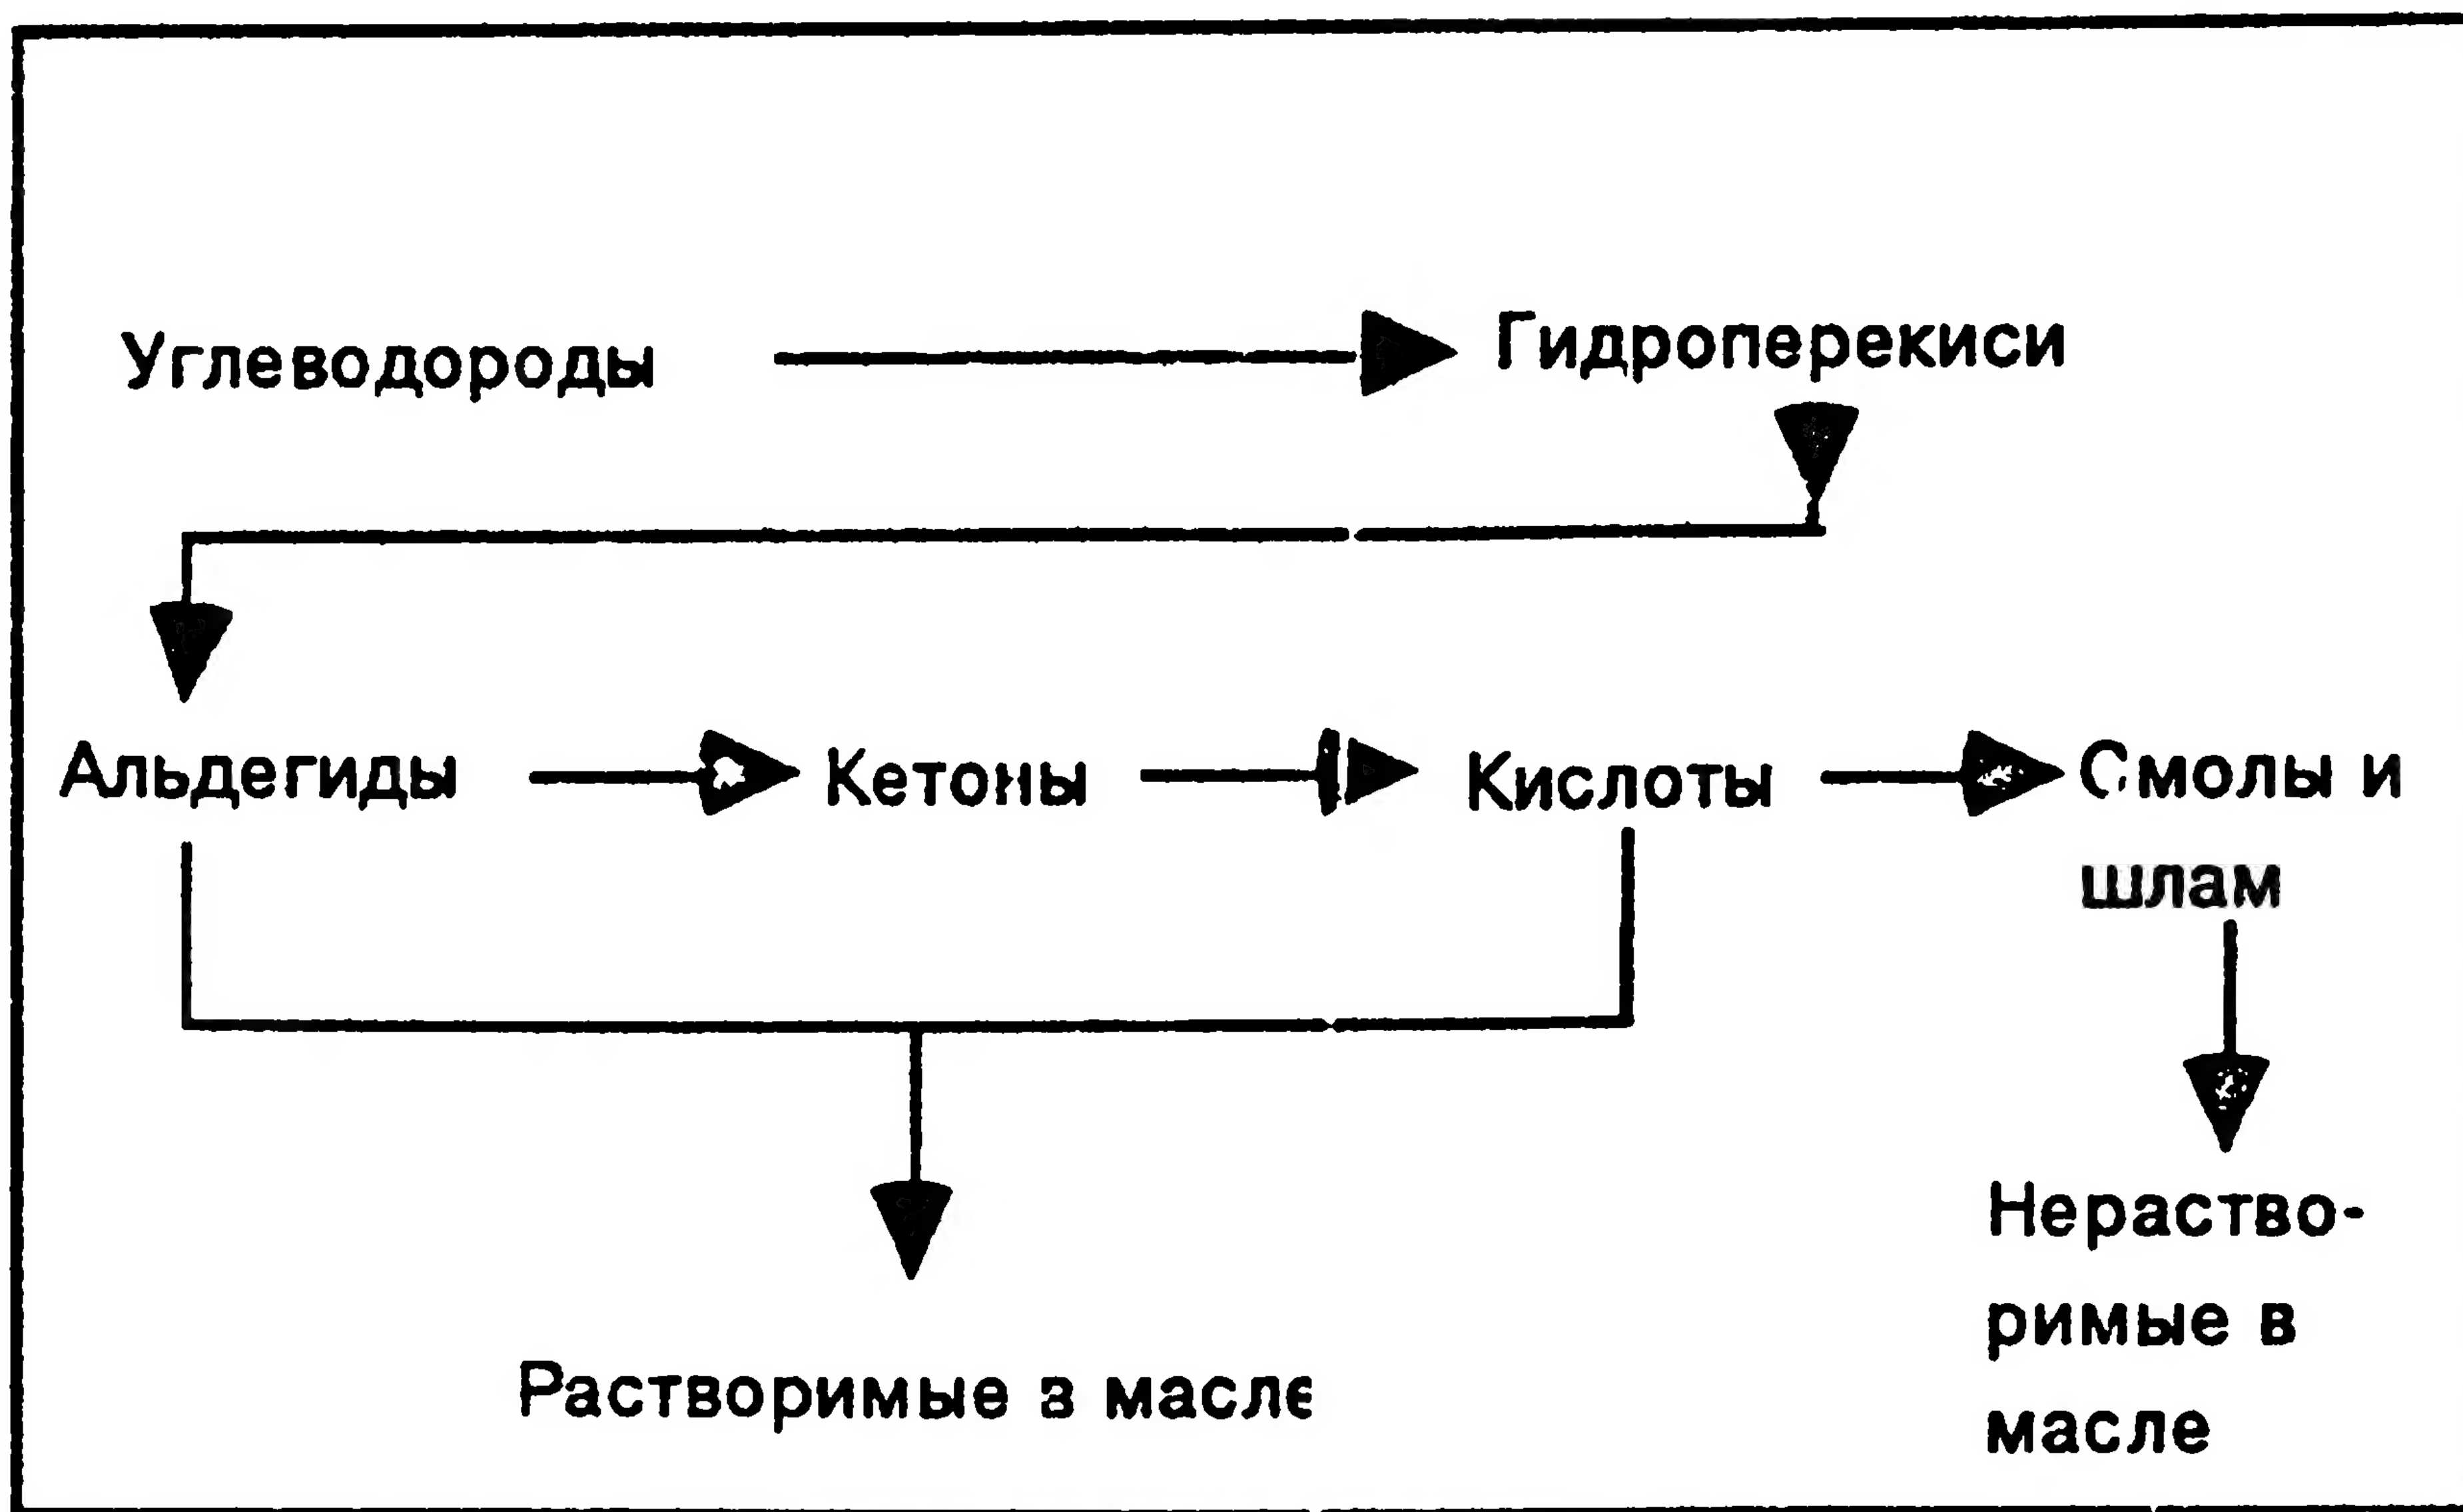 Углеводороды Гидроперекиси
Альдегиды Кетоны Кислоты Смолы и
шлам
Нераство-
римые в
Растворимые в масле
масле